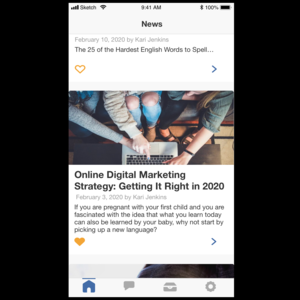 Sketch 9:41 AM 100%
News
February 10, 2020 by Kari Jenkins
The 25 of the Hardest English Words to Spell…
Online Digital Marketing
Strategy: Getting It Right in 2020
February 3, 2020 by Kari Jenkins
If you are pregnant with your first child and you are
fascinated with the idea that what you learn today
can also be learned by your baby, why not start by
picking up a new language?